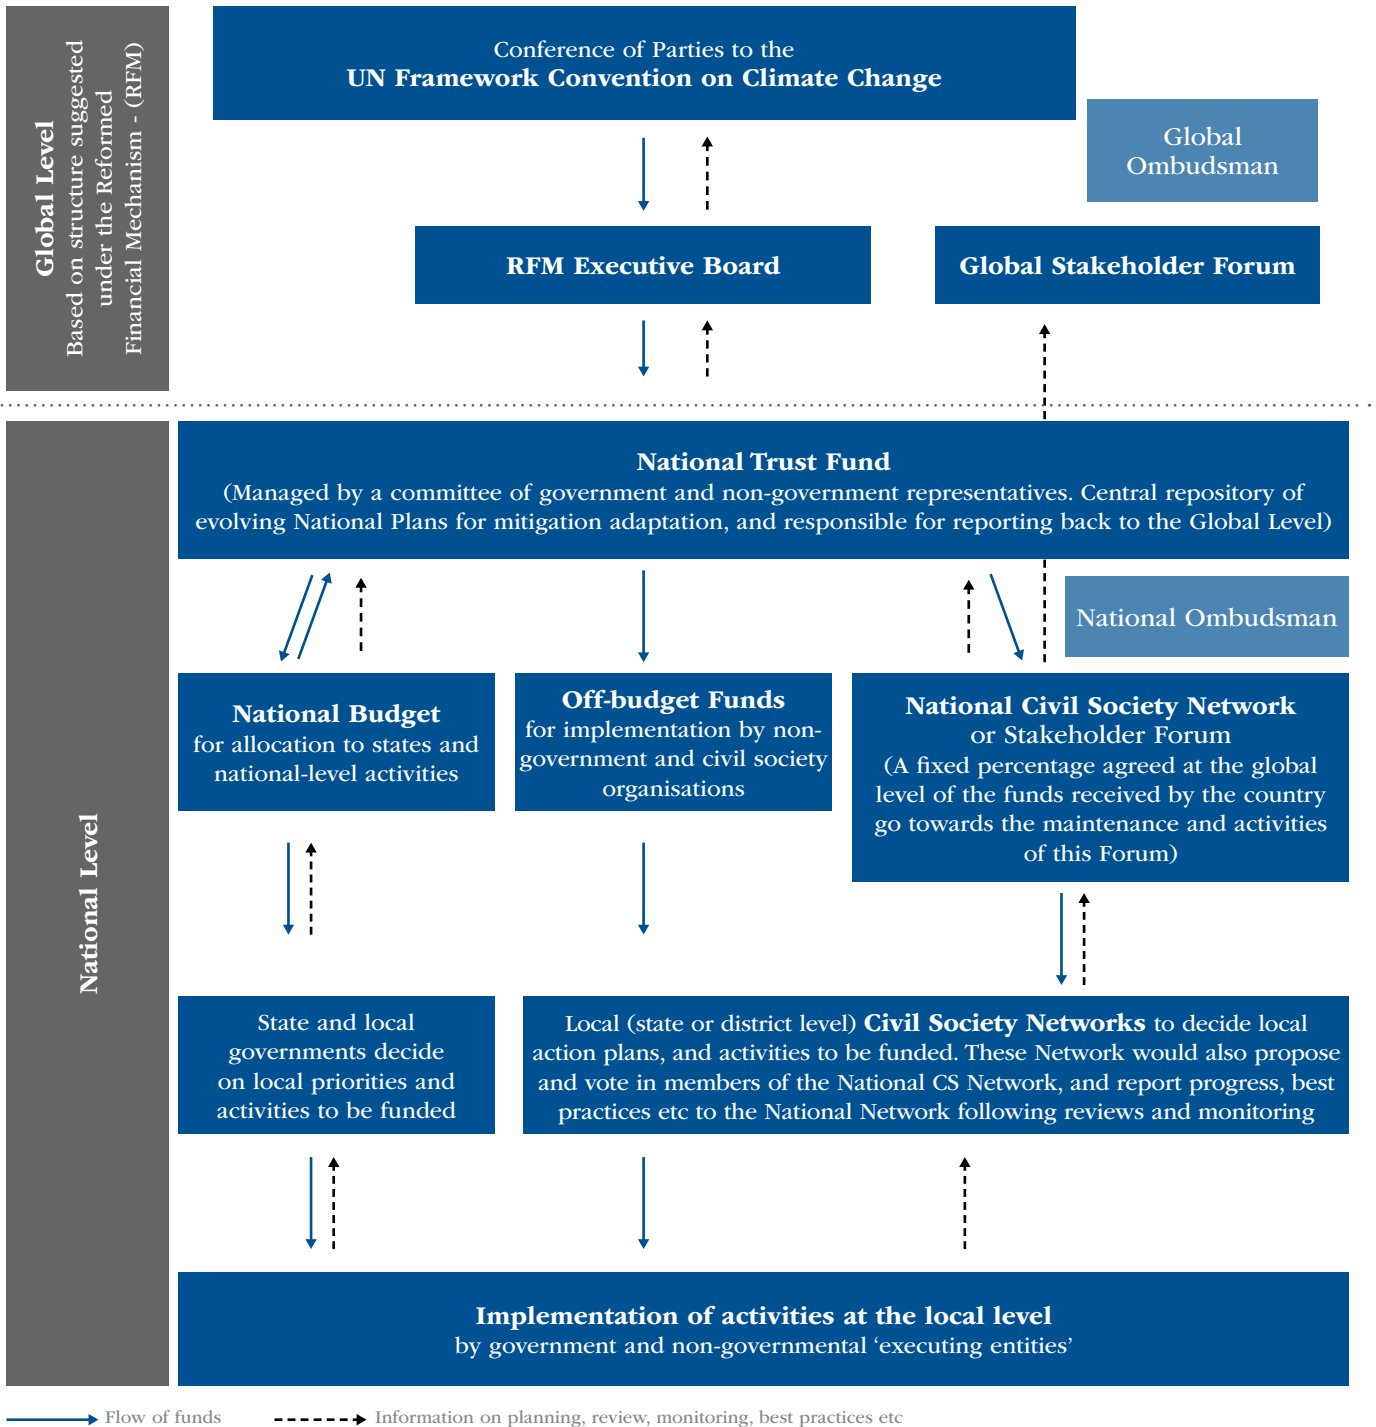 Global Level
Based on structure suggested
under the Reformed
Financial Mechanism - (RFM)
Conference of Parties to the
UN Framework Convention on Climate Change
Global
Ombudsman
RFM Executive Board
Global Stakeholder Forum
National Level
National Trust Fund
(Managed by a committee of government and non-government representatives. Central repository of
evolving National Plans for mitigation adaptation, and responsible for reporting back to the Global Level)
National Ombudsman
National Budget
for allocation to states and
national-level activities
Off-budget Funds
for implementation by non-
government and civil society
organisations
National Civil Society Network
or Stakeholder Forum
(A fixed percentage agreed at the global
level of the funds received by the country
go towards the maintenance and activities
of this Forum)
State and local
governments decide
on local priorities and
activities to be funded
Local (state or district level) Civil Society Networks to decide local
action plans, and activities to be funded. These Network would also propose
and vote in members of the National CS Network, and report progress, best
practices etc to the National Network following reviews and monitoring
Implementation of activities at the local level
by government and non-governmental ‘executing entities’
Flow of funds
Information on planning, review, monitoring, best practices etc